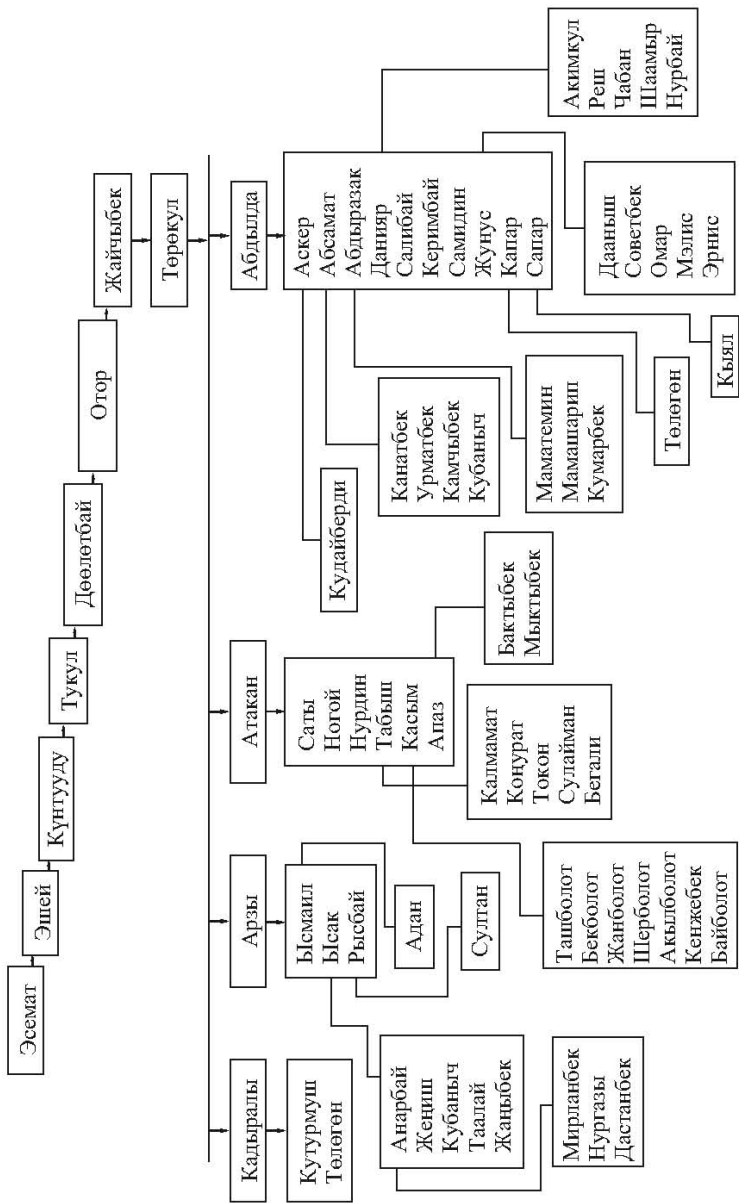 Эсемат
Эшей
Күнтууду
Тукул
Дөөлөтбай
Отор
Жайчыбек
Төрөкул
Кадыралы
Арзы
Атакан
Абдылда
Кутурмуш
Төлөгөн
Ысмаил
Ысак
Рысбай
Саты
Ногой
Нурдин
Табыш
Касым
Апаз
Аскер
Абсамат
Абдыразак
Данияр
Салибай
Керимбай
Самидин
Жунус
Капар
Сапар
Анарбай
Жеңиш
Кубаныч
Таалай
Жаңыбек
Адан
Султан
Калмамат
Коңурат
Токон
Сулайман
Бегали
Бактыбек
Мыктыбек
Кудайберди
Канатбек
Урматбек
Камчыбек
Кубаныч
Маматемин
Мамашарип
Кумарбек
Төлөгөн
Кыял
Дааныш
Советбек
Омар
Мэлис
Эрнис
Акимкул
Реш
Чабан
Шаамыр
Нурбай
Мирланбек
Нургазы
Дастанбек
Ташболот
Бекболот
Жанболот
Шерболот
Акылболот
Кенжебек
Байболот